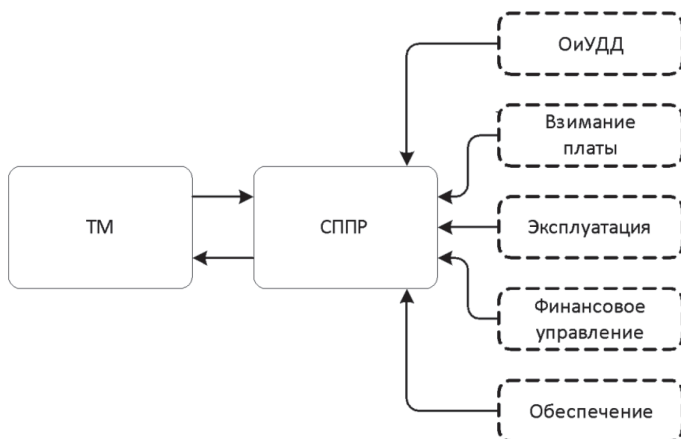 ОиУДД
Взимание
платы
ТМ
СППР
Эксплуатация
Финансовое
управление
Обеспечение